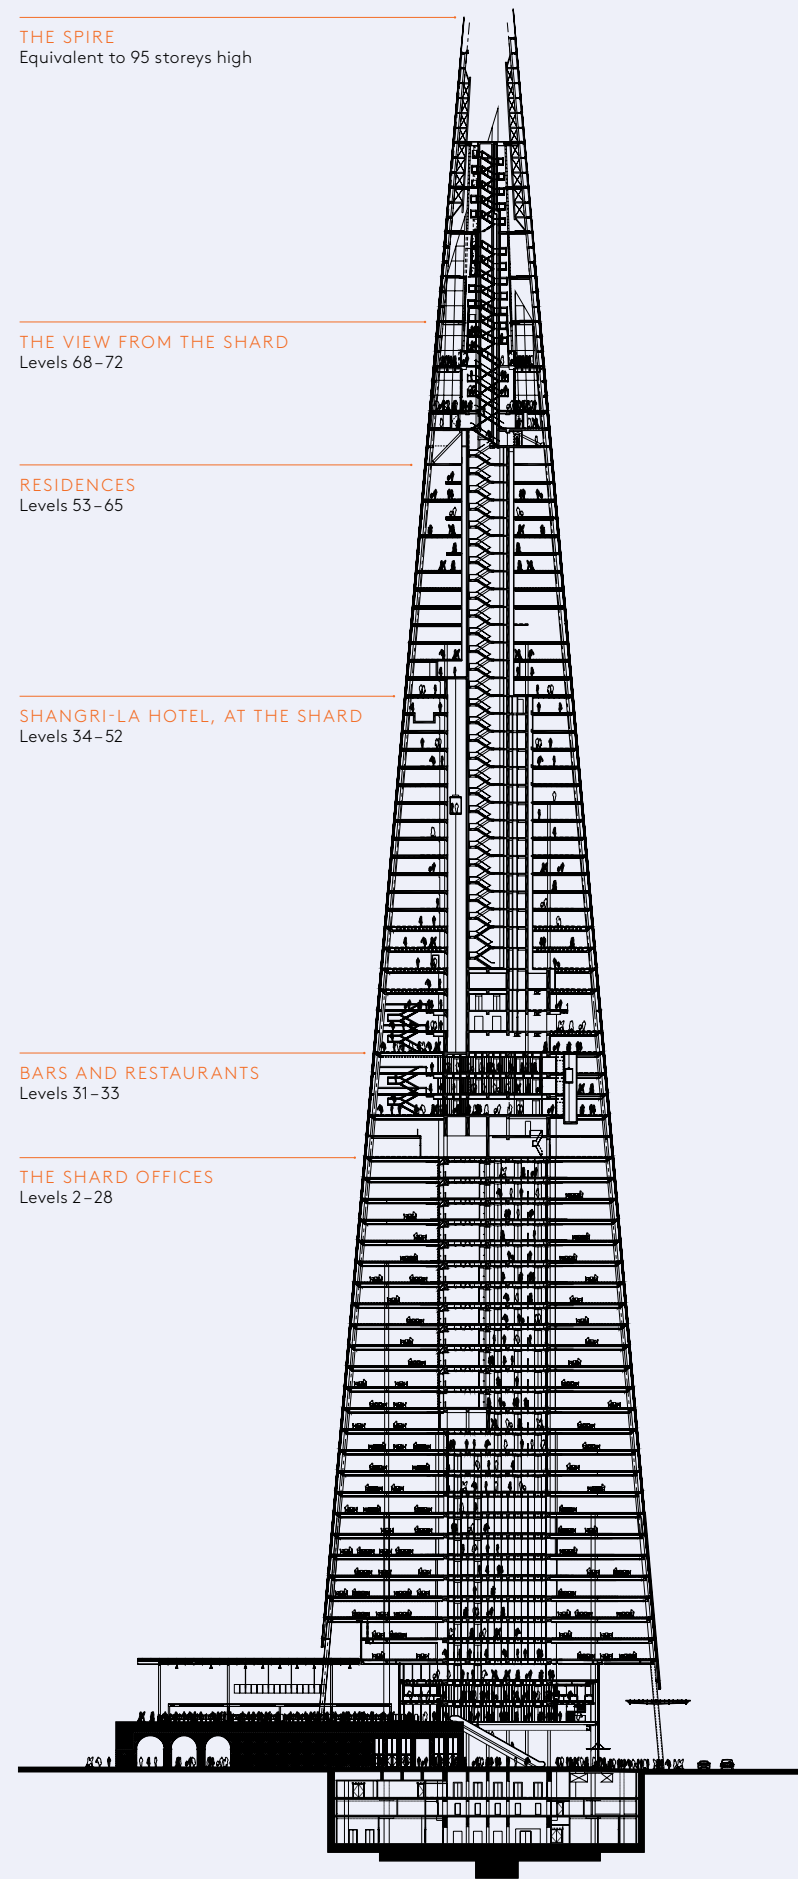 THE SPIRE
Equivalent to 95 storeys high
THE VIEW FROM THE SHARD
Levels 68–72
RESIDENCES
Levels 53–65
SHANGRI-LA HOTEL, AT THE SHARD
Levels 34–52
BARS AND RESTAURANTS
Levels 31–33
THE SHARD OFFICES
Levels 2–28